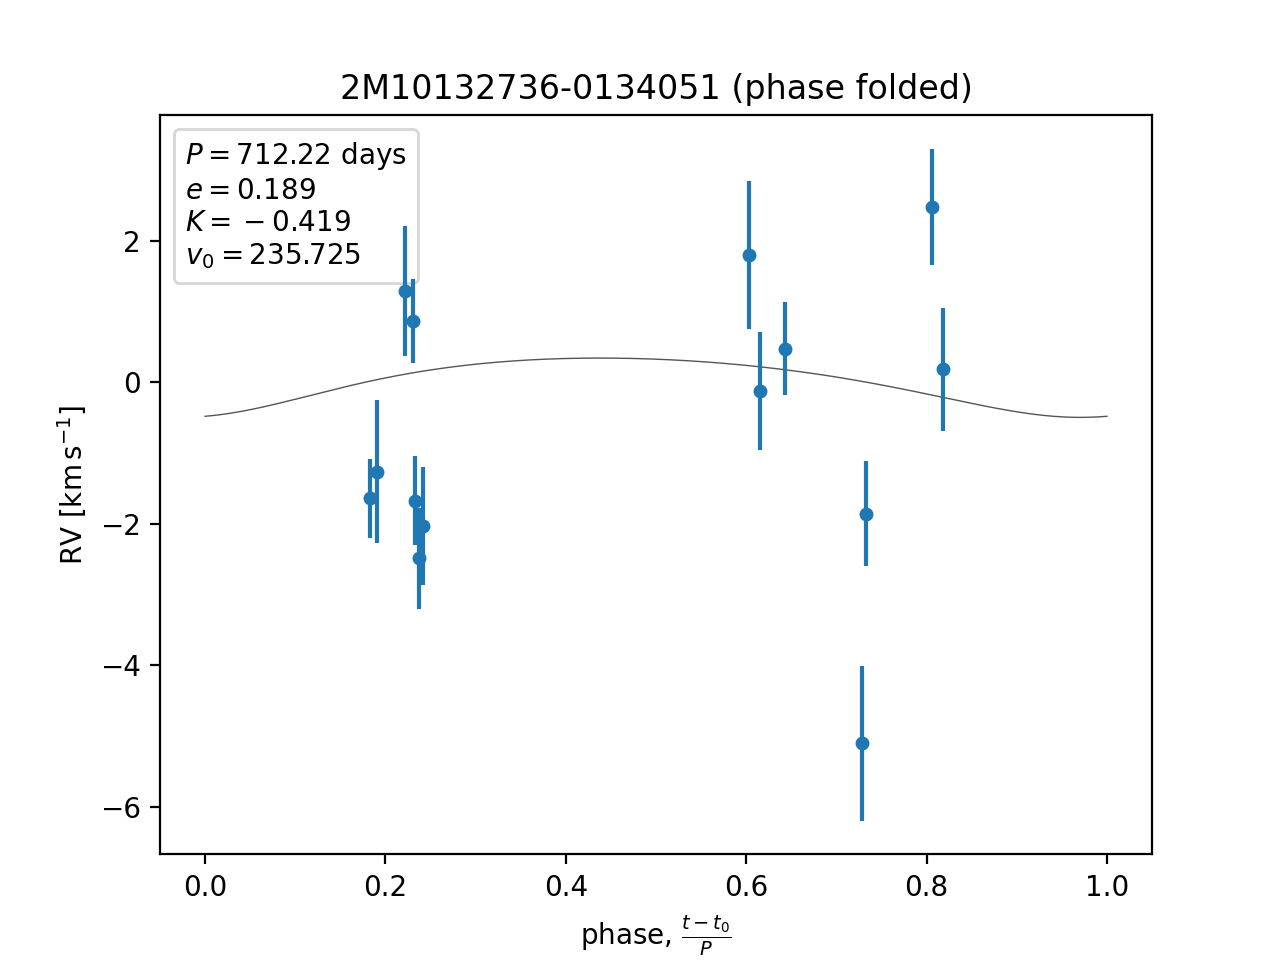 2M10132736-0134051 (phase folded)
P = 712.22 days
e = 0.189
K = −0.419
v₀ = 235.725
2
0
−2
−4
−6
RV [km s⁻¹]
0.0 0.2 0.4 0.6 0.8 1.0
phase, (t − t₀)/P